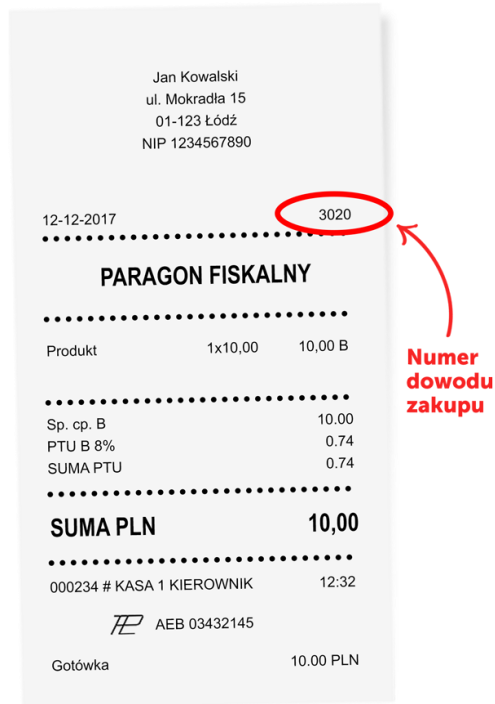 Jan Kowalski
ul. Mokradła 15
01-123 Łódź
NIP 1234567890
12-12-2017 3020
PARAGON FISKALNY
Produkt 1x10,00 10,00 B
Sp. cp. B 10.00
PTU B 8% 0.74
SUMA PTU 0.74
SUMA PLN 10,00
000234 # KASA 1 KIEROWNIK 12:32
AEB 03432145
Gotówka 10.00 PLN
Numer
dowodu
zakupu